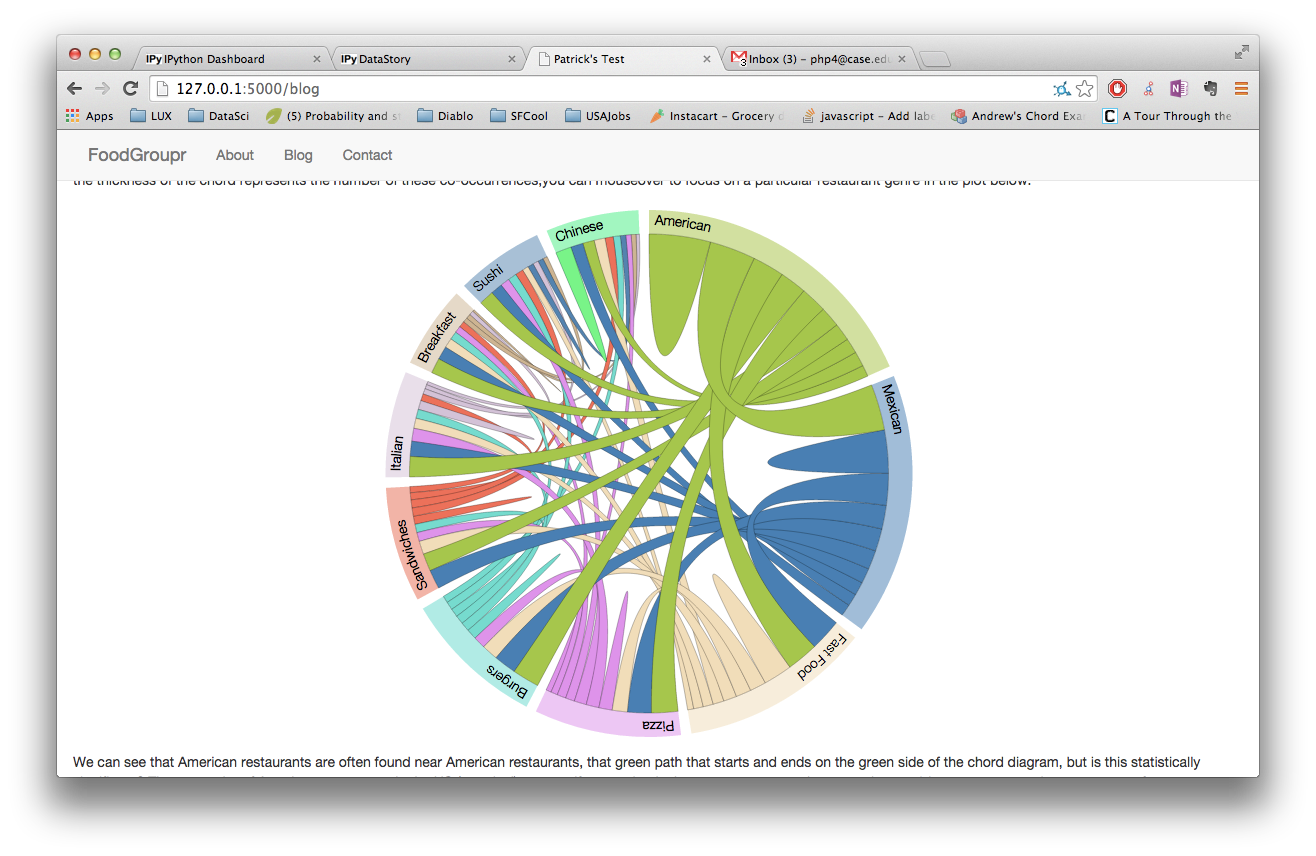 IPy IPython Dashboard
IPy DataStory
Patrick's Test
3 Inbox (3) – php4@case.ed
127.0.0.1:5000/blog
Apps
LUX
DataSci
(5) Probability and st
Diablo
SFCool
USAJobs
Instacart – Grocery d
javascript – Add labe
Andrew's Chord Exa
C A Tour Through the
FoodGroupr
About
Blog
Contact
the thickness of the chord represents the number of these co-occurrences,you can mouseover to focus on a particular restaurant genre in the plot below.
American
Mexican
Fast Food
Pizza
Burgers
Sandwiches
Italian
Breakfast
Sushi
Chinese
We can see that American restaurants are often found near American restaurants, that green path that starts and ends on the green side of the chord diagram, but is this statistically